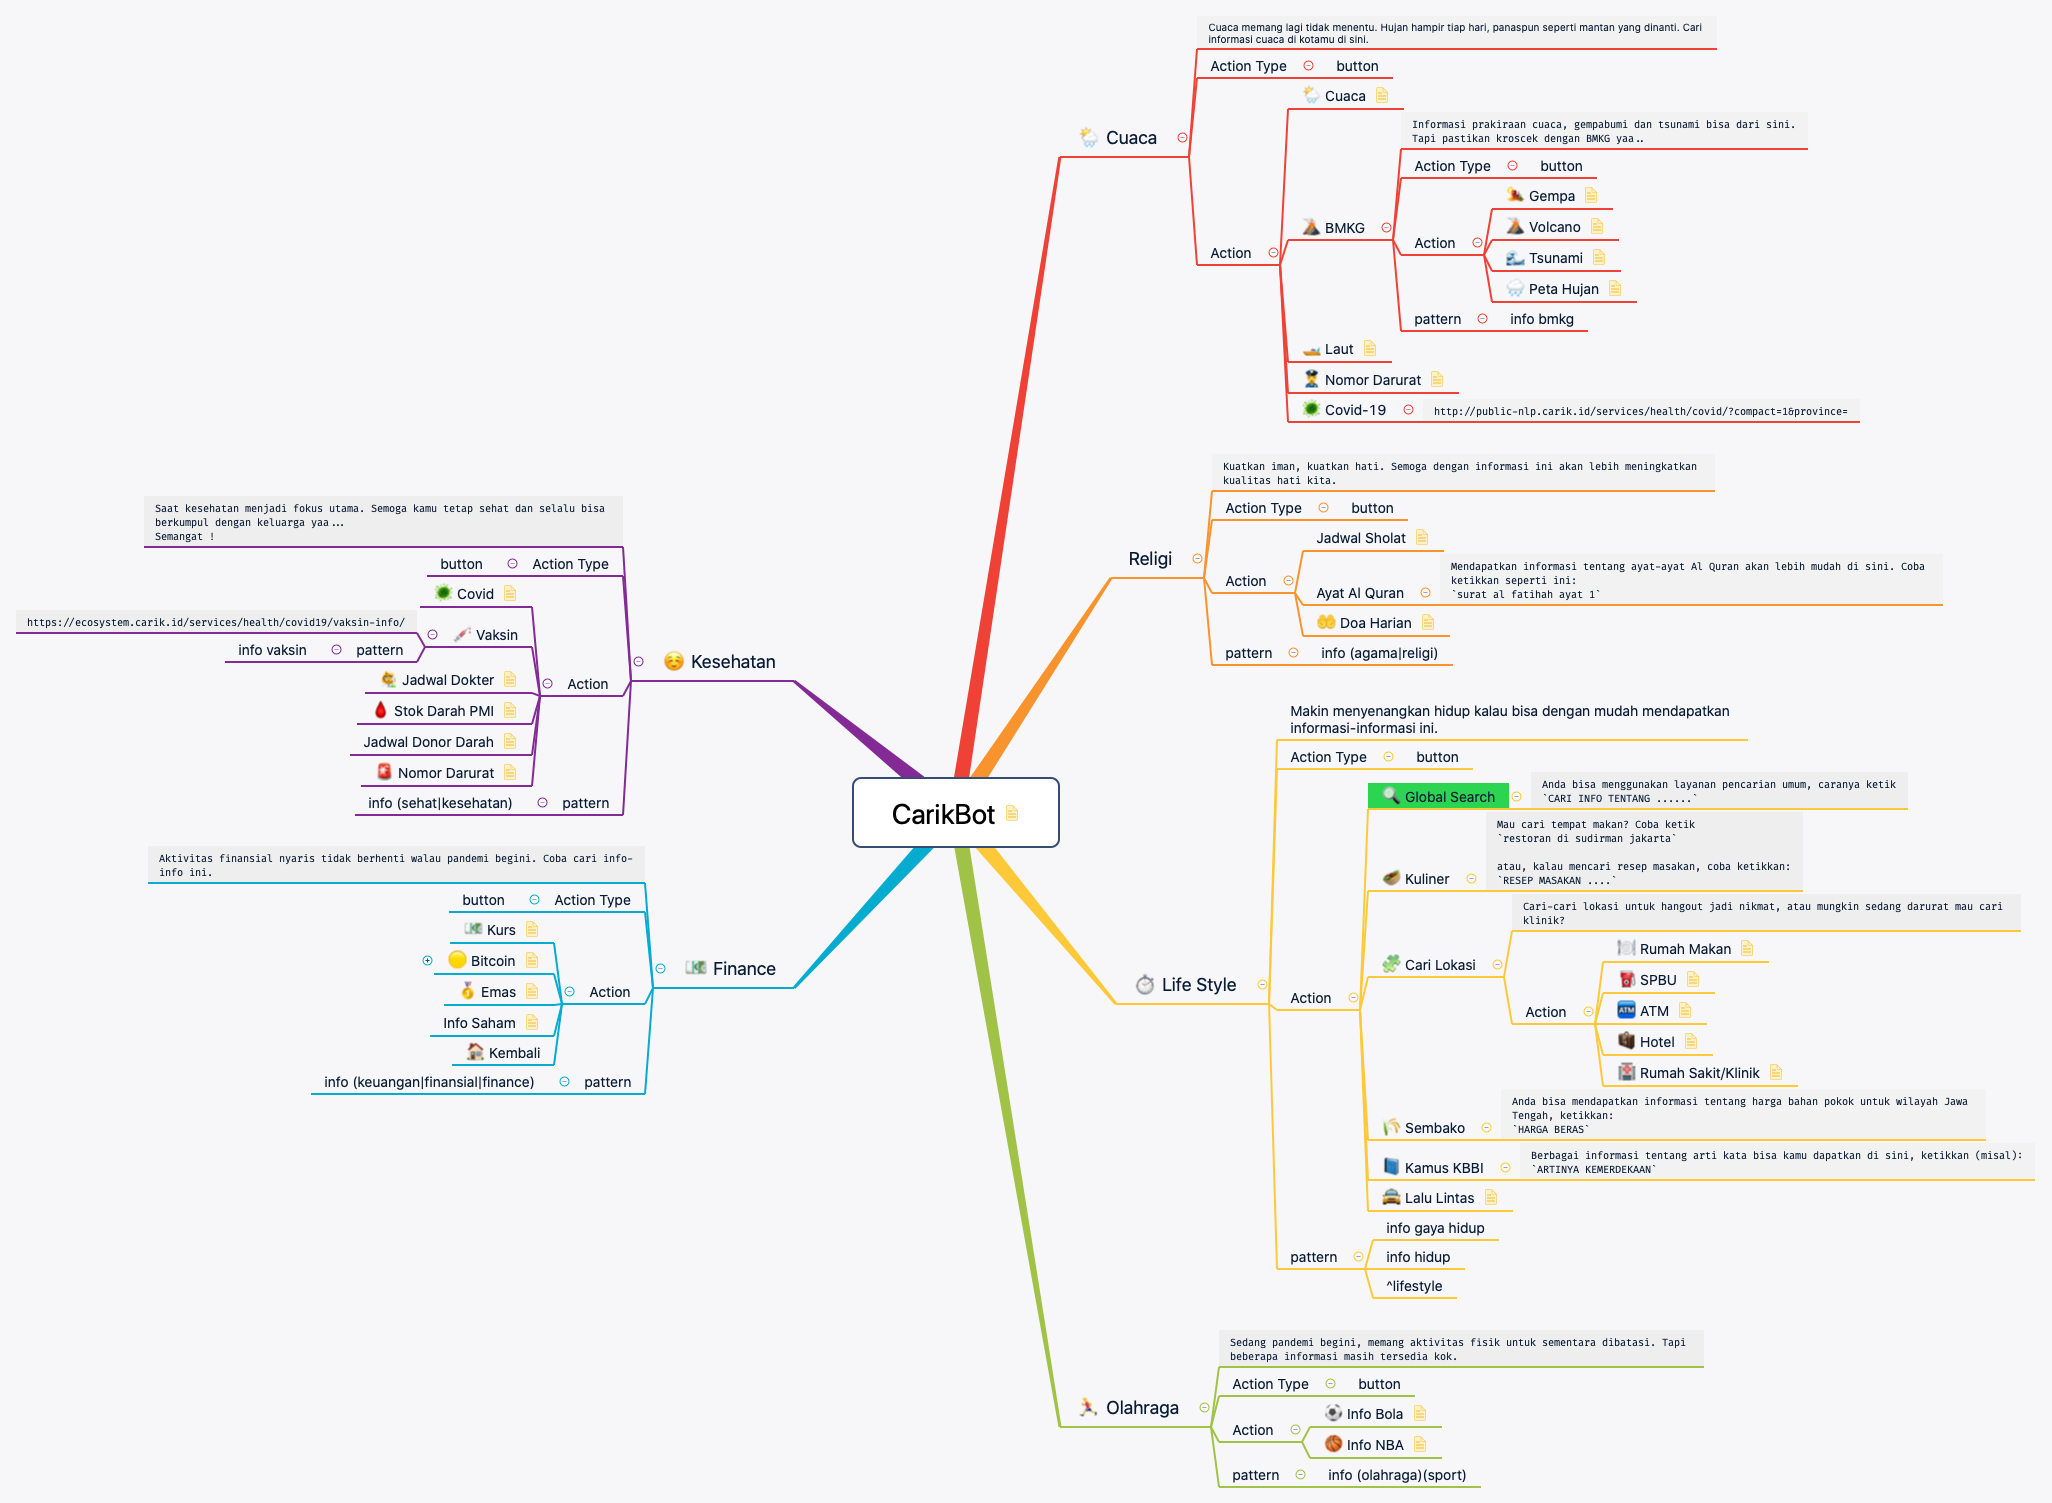 CarikBot
Cuaca
Cuaca memang lagi tidak menentu. Hujan hampir tiap hari, panaspun seperti mantan yang dinanti. Cari
informasi cuaca di kotamu di sini.
Action Type
button
Action
Cuaca
BMKG
Informasi prakiraan cuaca, gempabumi dan tsunami bisa dari sini.
Tapi pastikan kroscek dengan BMKG yaa..
Action Type
button
Action
Gempa
Volcano
Tsunami
Peta Hujan
pattern
info bmkg
Laut
Nomor Darurat
Covid-19
http://public-nlp.carik.id/services/health/covid/?compact=1&province=
Religi
Kuatkan iman, kuatkan hati. Semoga dengan informasi ini akan lebih meningkatkan
kualitas hati kita.
Action Type
button
Action
Jadwal Sholat
Ayat Al Quran
Mendapatkan informasi tentang ayat-ayat Al Quran akan lebih mudah di sini. Coba
ketikkan seperti ini:
`surat al fatihah ayat 1`
Doa Harian
pattern
info (agama|religi)
Life Style
Makin menyenangkan hidup kalau bisa dengan mudah mendapatkan
informasi-informasi ini.
Action Type
button
Action
Global Search
Anda bisa menggunakan layanan pencarian umum, caranya ketik
`CARI INFO TENTANG ......`
Kuliner
Mau cari tempat makan? Coba ketik
`restoran di sudirman jakarta`
atau, kalau mencari resep masakan, coba ketikkan:
`RESEP MASAKAN ....`
Cari Lokasi
Cari-cari lokasi untuk hangout jadi nikmat, atau mungkin sedang darurat mau cari
klinik?
Action
Rumah Makan
SPBU
ATM
ATM
Hotel
Rumah Sakit/Klinik
Sembako
Anda bisa mendapatkan informasi tentang harga bahan pokok untuk wilayah Jawa
Tengah, ketikkan:
`HARGA BERAS`
Kamus KBBI
Berbagai informasi tentang arti kata bisa kamu dapatkan di sini, ketikkan (misal):
`ARTINYA KEMERDEKAAN`
Lalu Lintas
pattern
info gaya hidup
info hidup
^lifestyle
Olahraga
Sedang pandemi begini, memang aktivitas fisik untuk sementara dibatasi. Tapi
beberapa informasi masih tersedia kok.
Action Type
button
Action
Info Bola
Info NBA
pattern
info (olahraga)(sport)
Kesehatan
Saat kesehatan menjadi fokus utama. Semoga kamu tetap sehat dan selalu bisa
berkumpul dengan keluarga yaa...
Semangat !
Action Type
button
Action
Covid
Vaksin
https://ecosystem.carik.id/services/health/covid19/vaksin-info/
pattern
info vaksin
Jadwal Dokter
Stok Darah PMI
Jadwal Donor Darah
Nomor Darurat
pattern
info (sehat|kesehatan)
Finance
Aktivitas finansial nyaris tidak berhenti walau pandemi begini. Coba cari info-
info ini.
Action Type
button
Action
Kurs
Bitcoin
Emas
Info Saham
Kembali
pattern
info (keuangan|finansial|finance)